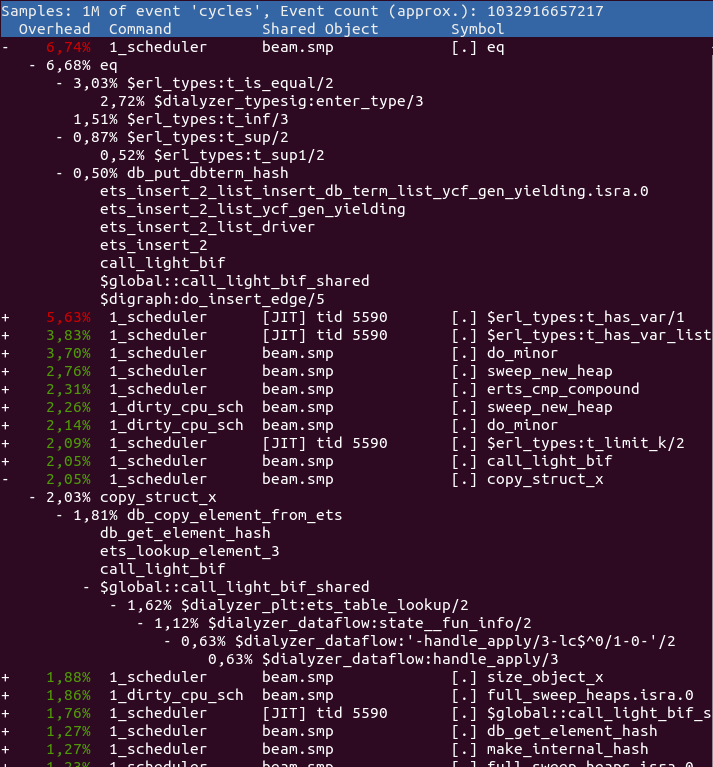 Samples: 1M of event 'cycles', Event count (approx.): 1032916657217
  Overhead  Command       Shared Object        Symbol
-    6,74%  1_scheduler   beam.smp             [.] eq
   - 6,68% eq
      - 3,03% $erl_types:t_is_equal/2
           2,72% $dialyzer_typesig:enter_type/3
        1,51% $erl_types:t_inf/3
      - 0,87% $erl_types:t_sup/2
           0,52% $erl_types:t_sup1/2
      - 0,50% db_put_dbterm_hash
           ets_insert_2_list_insert_db_term_list_ycf_gen_yielding.isra.0
           ets_insert_2_list_ycf_gen_yielding
           ets_insert_2_list_driver
           ets_insert_2
           call_light_bif
           $global::call_light_bif_shared
           $digraph:do_insert_edge/5
+    5,63%  1_scheduler   [JIT] tid 5590       [.] $erl_types:t_has_var/1
+    3,83%  1_scheduler   [JIT] tid 5590       [.] $erl_types:t_has_var_list
+    3,70%  1_scheduler   beam.smp             [.] do_minor
+    2,76%  1_scheduler   beam.smp             [.] sweep_new_heap
+    2,31%  1_scheduler   beam.smp             [.] erts_cmp_compound
+    2,26%  1_dirty_cpu_sch  beam.smp          [.] sweep_new_heap
+    2,14%  1_dirty_cpu_sch  beam.smp          [.] do_minor
+    2,09%  1_scheduler   [JIT] tid 5590       [.] $erl_types:t_limit_k/2
+    2,05%  1_scheduler   beam.smp             [.] call_light_bif
-    2,05%  1_scheduler   beam.smp             [.] copy_struct_x
   - 2,03% copy_struct_x
      - 1,81% db_copy_element_from_ets
           db_get_element_hash
           ets_lookup_element_3
           call_light_bif
         - $global::call_light_bif_shared
            - 1,62% $dialyzer_plt:ets_table_lookup/2
               - 1,12% $dialyzer_dataflow:state__fun_info/2
                  - 0,63% $dialyzer_dataflow:'-handle_apply/3-lc$^0/1-0-'/2
                       0,63% $dialyzer_dataflow:handle_apply/3
+    1,88%  1_scheduler   beam.smp             [.] size_object_x
+    1,86%  1_dirty_cpu_sch  beam.smp          [.] full_sweep_heaps.isra.0
+    1,76%  1_scheduler   [JIT] tid 5590       [.] $global::call_light_bif_s
+    1,27%  1_scheduler   beam.smp             [.] db_get_element_hash
+    1,27%  1_scheduler   beam.smp             [.] make_internal_hash
+    1,23%  1_scheduler   beam.smp             [.] full_sweep_heaps.isra.0